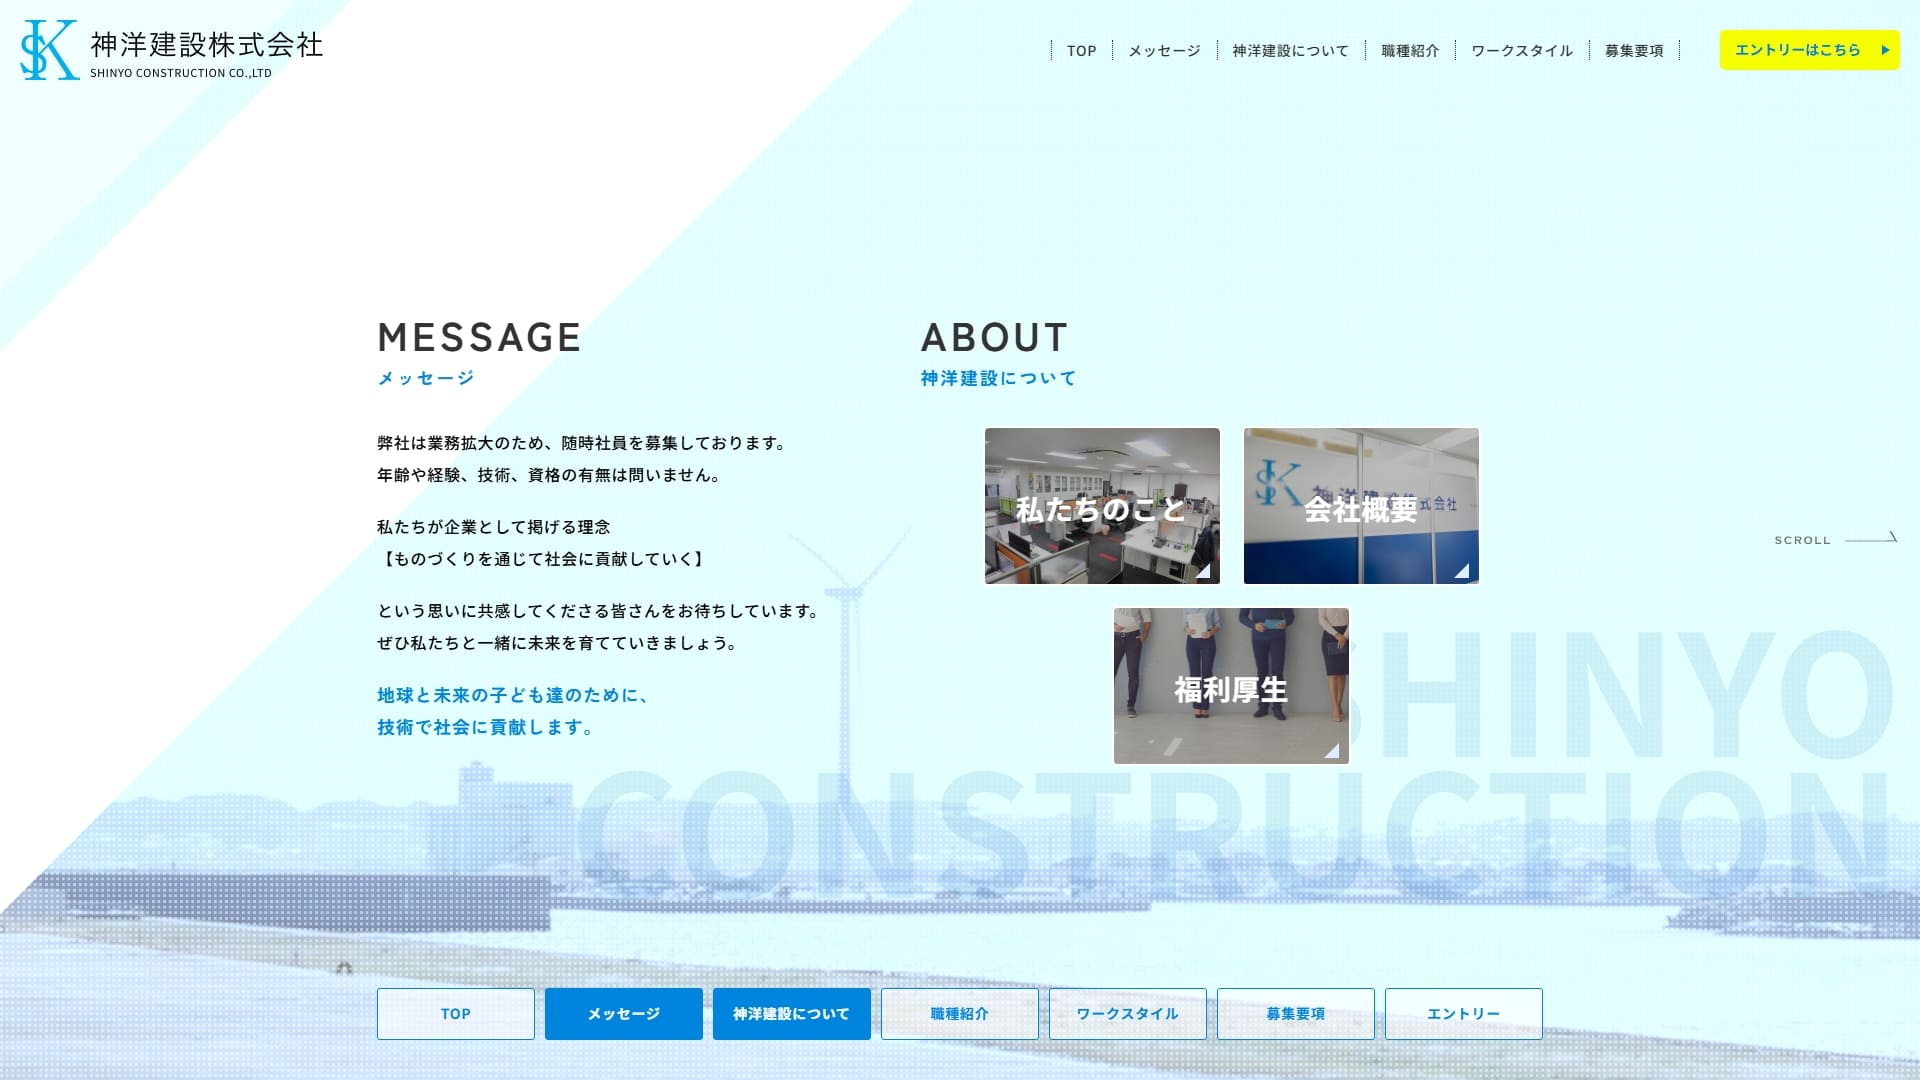 神洋建設株式会社
SHINYO CONSTRUCTION CO.,LTD
TOP
メッセージ
神洋建設について
職種紹介
ワークスタイル
募集要項
エントリーはこちら
MESSAGE
メッセージ
弊社は業務拡大のため、随時社員を募集しております。
年齢や経験、技術、資格の有無は問いません。
私たちが企業として掲げる理念
【ものづくりを通じて社会に貢献していく】
という思いに共感してくださる皆さんをお待ちしています。
ぜひ私たちと一緒に未来を育てていきましょう。
地球と未来の子ども達のために、
技術で社会に貢献します。
ABOUT
神洋建設について
私たちのこと
神洋建設株式会社
会社概要
福利厚生
SCROLL
SHINYO
CONSTRUCTION
TOP
メッセージ
神洋建設について
職種紹介
ワークスタイル
募集要項
エントリー